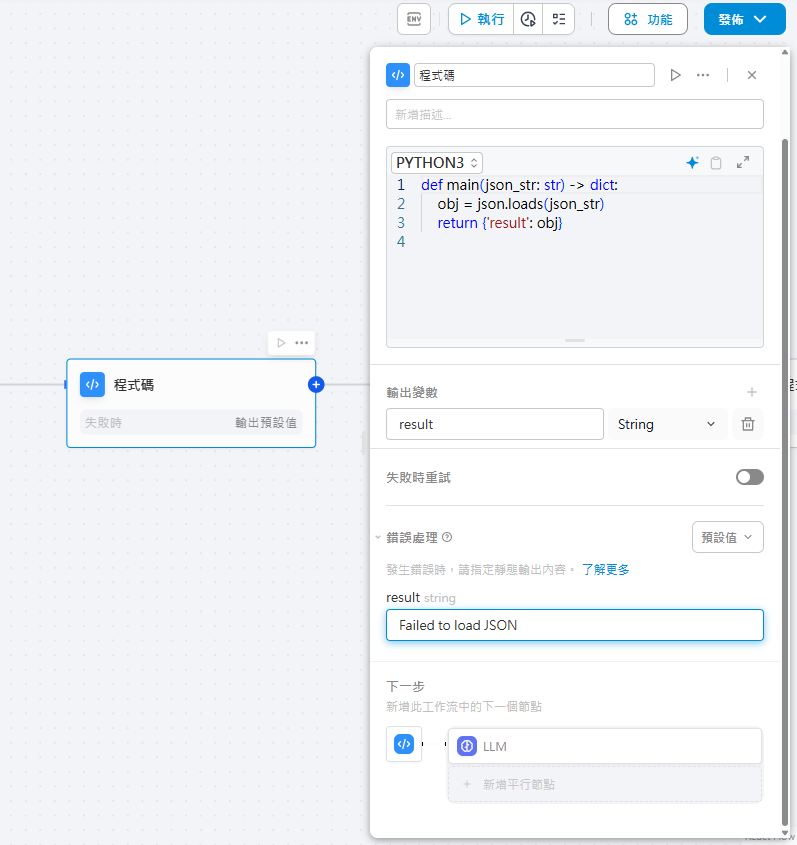 ENV
執行
功能
發佈
程式碼
新增描述...
PYTHON3
1 def main(json_str: str) -> dict:
2 obj = json.loads(json_str)
3 return {'result': obj}
4
程式碼
失敗時 輸出預設值
輸出變數
result String
失敗時重試
錯誤處理
預設值
發生錯誤時，請指定靜態輸出內容。 了解更多
result string
Failed to load JSON
下一步
新增此工作流中的下一個節點
LLM
+ 新增平行節點